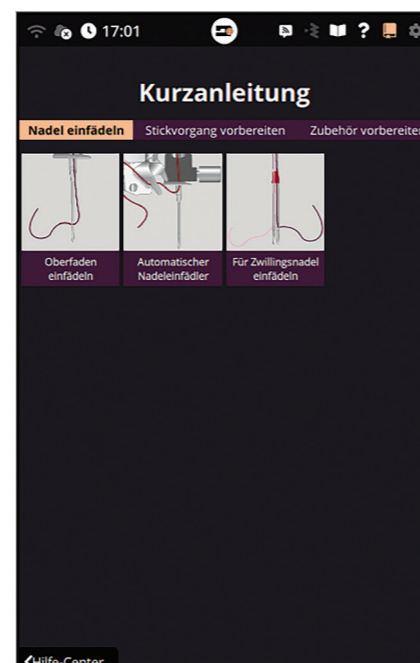 17:01
Kurzanleitung
Nadel einfädeln Stickvorgang vorbereiten Zubehör vorbereiten
Oberfaden
einfädeln
Automatischer
Nadeleinfädler
Für Zwillingsnadel
einfädeln
Hilfe-Center